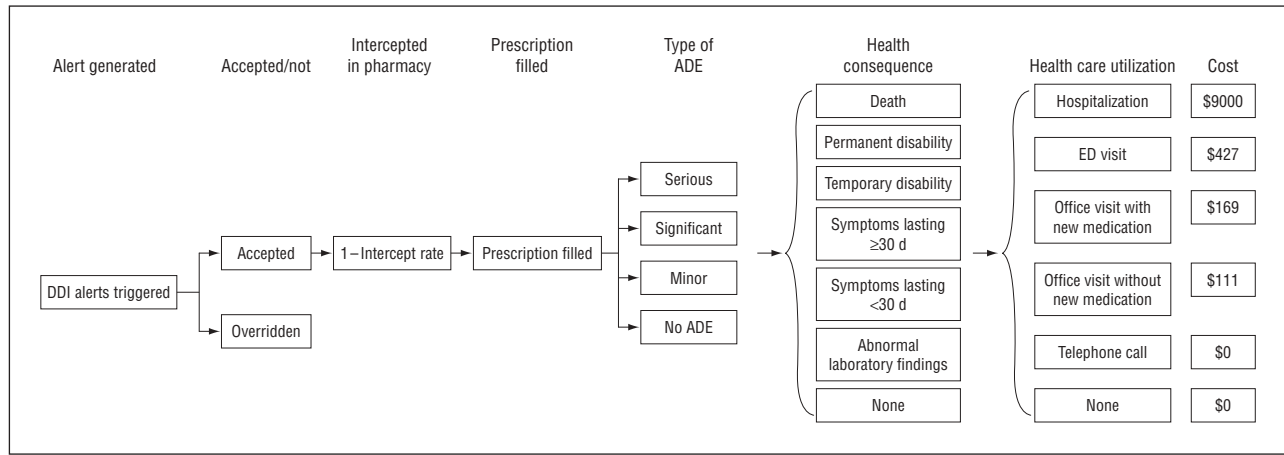 Alert generated
Accepted/not
Intercepted
in pharmacy
Prescription
filled
Type of
ADE
Health
consequence
Health care utilization
Cost
DDI alerts triggered
Accepted
Overridden
1–Intercept rate
Prescription filled
Serious
Significant
Minor
No ADE
Death
Permanent disability
Temporary disability
Symptoms lasting
≥30 d
Symptoms lasting
<30 d
Abnormal
laboratory findings
None
Hospitalization
$9000
ED visit
$427
Office visit with
new medication
$169
Office visit without
new medication
$111
Telephone call
$0
None
$0